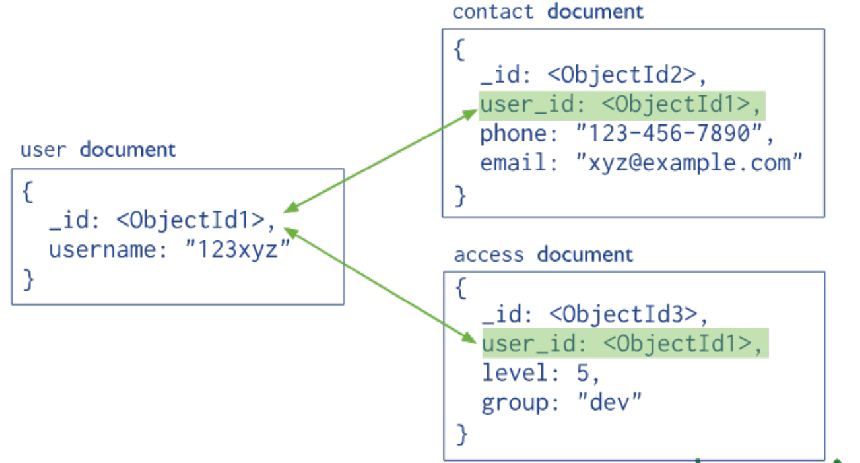 contact document
{
_id: <ObjectId2>,
user_id: <ObjectId1>,
phone: "123-456-7890",
email: "xyz@example.com"
}
user document
{
_id: <ObjectId1>,
username: "123xyz"
}
access document
{
_id: <ObjectId3>,
user_id: <ObjectId1>,
level: 5,
group: "dev"
}